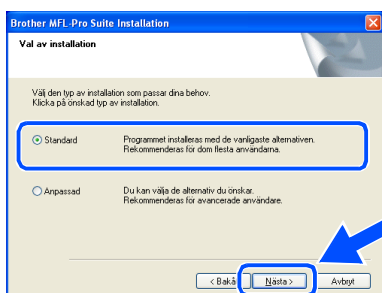 Brother MFL-Pro Suite Installation
Val av installation
Välj den typ av installation som passar dina behov.
Klicka på önskad typ av installation.
Standard
Programmet installeras med de vanligaste alternativen.
Rekommenderas för dom flesta användarna.
Anpassad
Du kan välja de alternativ du önskar.
Rekommenderas för avancerade användare.
< Bakå
Nästa >
Avbryt